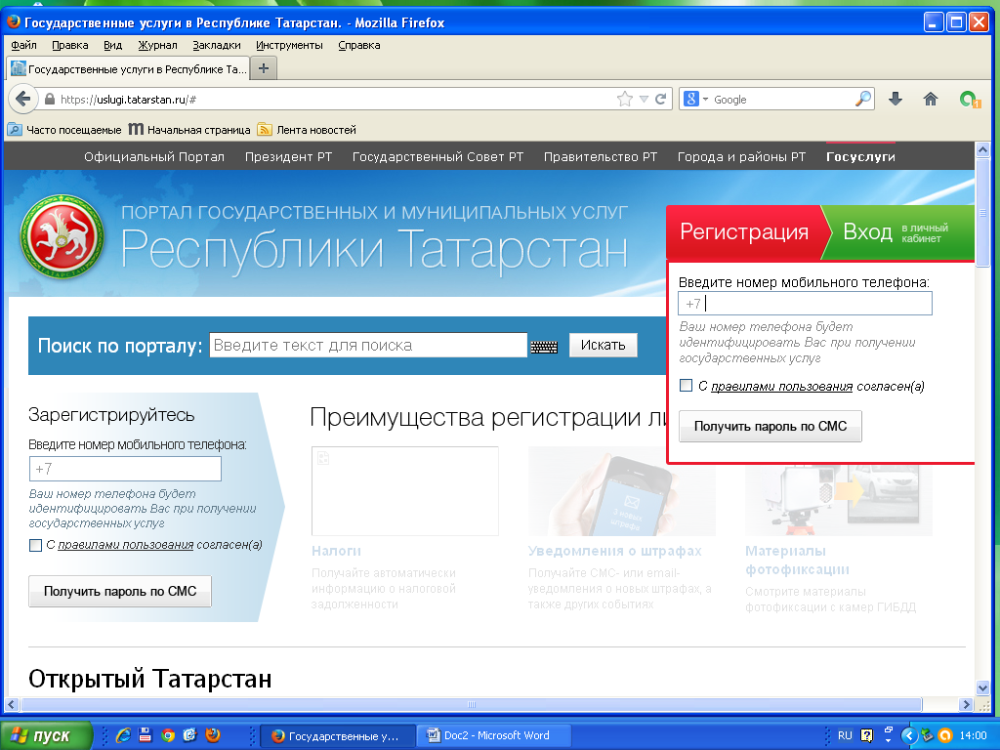 Государственные услуги в Республике Татарстан. - Mozilla Firefox
Файл Правка Вид Журнал Закладки Инструменты Справка
Государственные услуги в Республике Та...
https://uslugi.tatarstan.ru/#
Google
Часто посещаемые Начальная страница Лента новостей
Официальный Портал Президент РТ Государственный Совет РТ Правительство РТ Города и районы РТ Госуслуги
ПОРТАЛ ГОСУДАРСТВЕННЫХ И МУНИЦИПАЛЬНЫХ УСЛУГ
Республики Татарстан
Регистрация
Вход в личный
кабинет
Введите номер мобильного телефона:
+7
Ваш номер телефона будет
идентифицировать Вас при получении
государственных услуг
С правилами пользования согласен(а)
Получить пароль по СМС
Поиск по порталу: Введите текст для поиска Искать
Зарегистрируйтесь
Введите номер мобильного телефона:
+7
Ваш номер телефона будет
идентифицировать Вас при получении
государственных услуг
С правилами пользования согласен(а)
Получить пароль по СМС
Преимущества регистрации ли
Налоги
Получайте автоматически
информацию о налоговой
задолженности
Уведомления о штрафах
Получайте СМС- или email-
уведомления о новых штрафах, а
также других событиях
Материалы
фотофиксации
Смотрите материалы
фотофиксации с камер ГИБДД
Открытый Татарстан
пуск
Государственные у...
Doc2 - Microsoft Word
RU
14:00